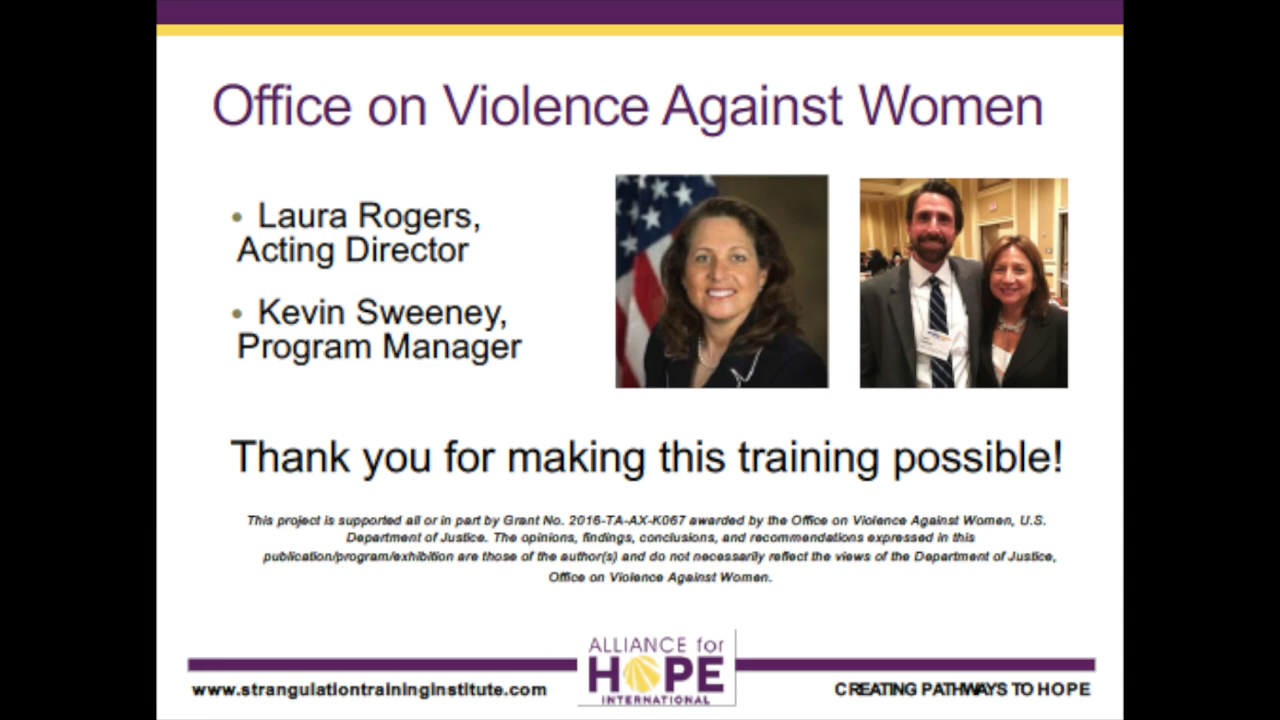 Office on Violence Against Women
• Laura Rogers,
Acting Director
• Kevin Sweeney,
Program Manager
Thank you for making this training possible!
This project is supported all or in part by Grant No. 2016-TA-AX-K067 awarded by the Office on Violence Against Women, U.S.
Department of Justice. The opinions, findings, conclusions, and recommendations expressed in this
publication/program/exhibition are those of the author(s) and do not necessarily reflect the views of the Department of Justice,
Office on Violence Against Women.
ALLIANCE for
HOPE
INTERNATIONAL
www.strangulationtraininginstitute.com
CREATING PATHWAYS TO HOPE